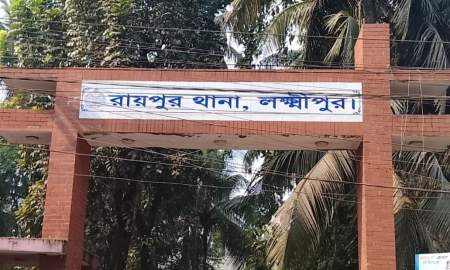 রায়পুর থানা, লক্ষ্মীপুর।